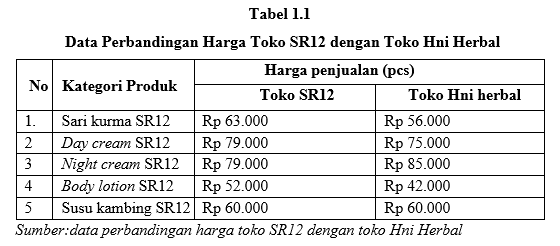 Tabel 1.1
Data Perbandingan Harga Toko SR12 dengan Toko Hni Herbal
No Kategori Produk Harga penjualan (pcs)
Toko SR12 Toko Hni herbal
1. Sari kurma SR12 Rp 63.000 Rp 56.000
2 Day cream SR12 Rp 79.000 Rp 75.000
3 Night cream SR12 Rp 79.000 Rp 85.000
4 Body lotion SR12 Rp 52.000 Rp 42.000
5 Susu kambing SR12 Rp 60.000 Rp 60.000
Sumber:data perbandingan harga toko SR12 dengan toko Hni Herbal